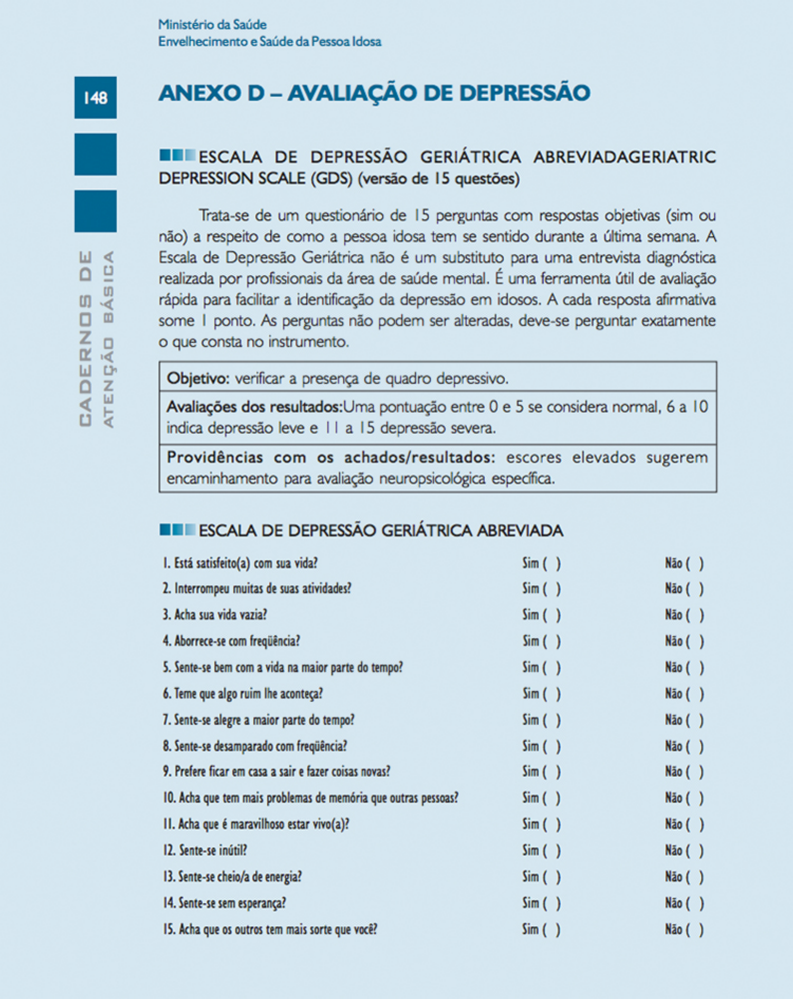 Ministério da Saúde
Envelhecimento e Saúde da Pessoa Idosa
148
CADERNOS DE
ATENÇÃO BÁSICA
ANEXO D – AVALIAÇÃO DE DEPRESSÃO
ESCALA DE DEPRESSÃO GERIÁTRICA ABREVIADAGERIATRIC
DEPRESSION SCALE (GDS) (versão de 15 questões)
Trata-se de um questionário de 15 perguntas com respostas objetivas (sim ou
não) a respeito de como a pessoa idosa tem se sentido durante a última semana. A
Escala de Depressão Geriátrica não é um substituto para uma entrevista diagnóstica
realizada por profissionais da área de saúde mental. É uma ferramenta útil de avaliação
rápida para facilitar a identificação da depressão em idosos. A cada resposta afirmativa
some 1 ponto. As perguntas não podem ser alteradas, deve-se perguntar exatamente
o que consta no instrumento.
Objetivo: verificar a presença de quadro depressivo.
Avaliações dos resultados:Uma pontuação entre 0 e 5 se considera normal, 6 a 10
indica depressão leve e 11 a 15 depressão severa.
Providências com os achados/resultados: escores elevados sugerem
encaminhamento para avaliação neuropsicológica específica.
ESCALA DE DEPRESSÃO GERIÁTRICA ABREVIADA
1. Está satisfeito(a) com sua vida? Sim ( ) Não ( )
2. Interrompeu muitas de suas atividades? Sim ( ) Não ( )
3. Acha sua vida vazia? Sim ( ) Não ( )
4. Aborrece-se com freqüência? Sim ( ) Não ( )
5. Sente-se bem com a vida na maior parte do tempo? Sim ( ) Não ( )
6. Teme que algo ruim lhe aconteça? Sim ( ) Não ( )
7. Sente-se alegre a maior parte do tempo? Sim ( ) Não ( )
8. Sente-se desamparado com freqüência? Sim ( ) Não ( )
9. Prefere ficar em casa a sair e fazer coisas novas? Sim ( ) Não ( )
10. Acha que tem mais problemas de memória que outras pessoas? Sim ( ) Não ( )
11. Acha que é maravilhoso estar vivo(a)? Sim ( ) Não ( )
12. Sente-se inútil? Sim ( ) Não ( )
13. Sente-se cheio/a de energia? Sim ( ) Não ( )
14. Sente-se sem esperança? Sim ( ) Não ( )
15. Acha que os outros tem mais sorte que você? Sim ( ) Não ( )